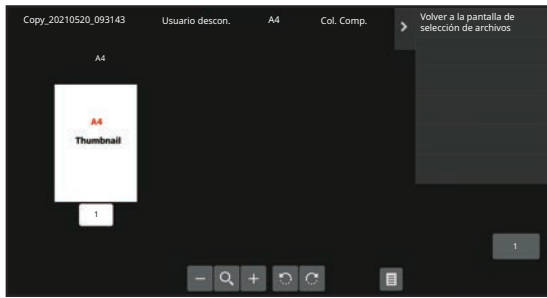 Copy_20210520_093143 Usuario descon. A4 Col. Comp.
Volver a la pantalla de
selección de archivos
A4
A4
Thumbnail
1
1